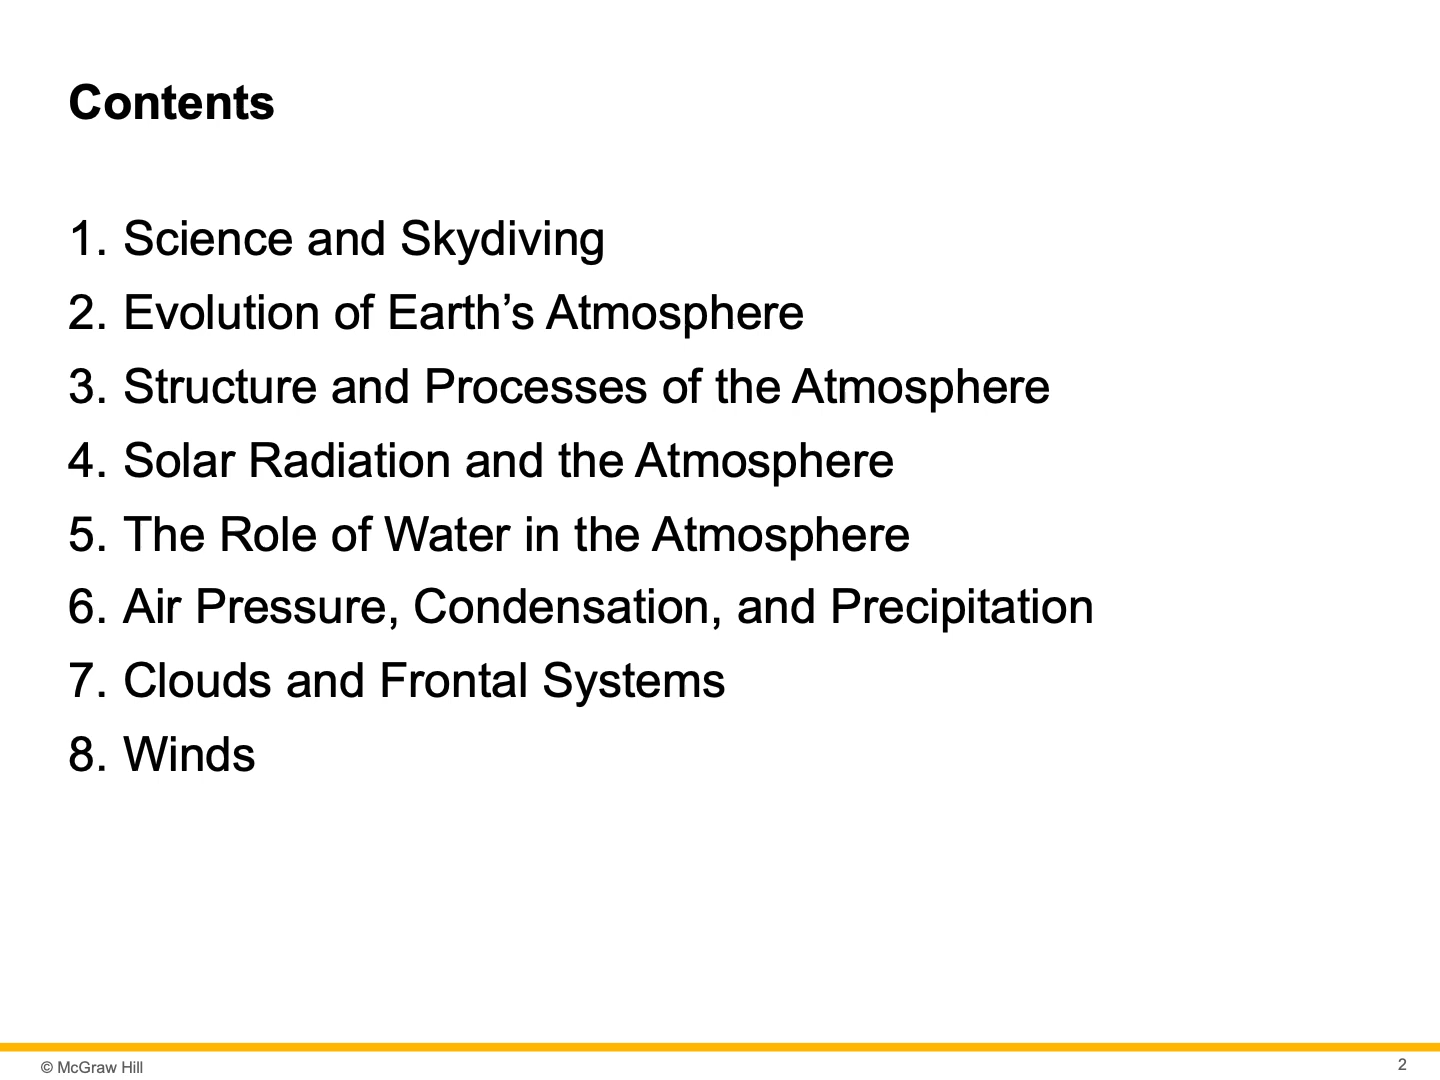 Contents
1. Science and Skydiving
2. Evolution of Earth’s Atmosphere
3. Structure and Processes of the Atmosphere
4. Solar Radiation and the Atmosphere
5. The Role of Water in the Atmosphere
6. Air Pressure, Condensation, and Precipitation
7. Clouds and Frontal Systems
8. Winds
© McGraw Hill
2